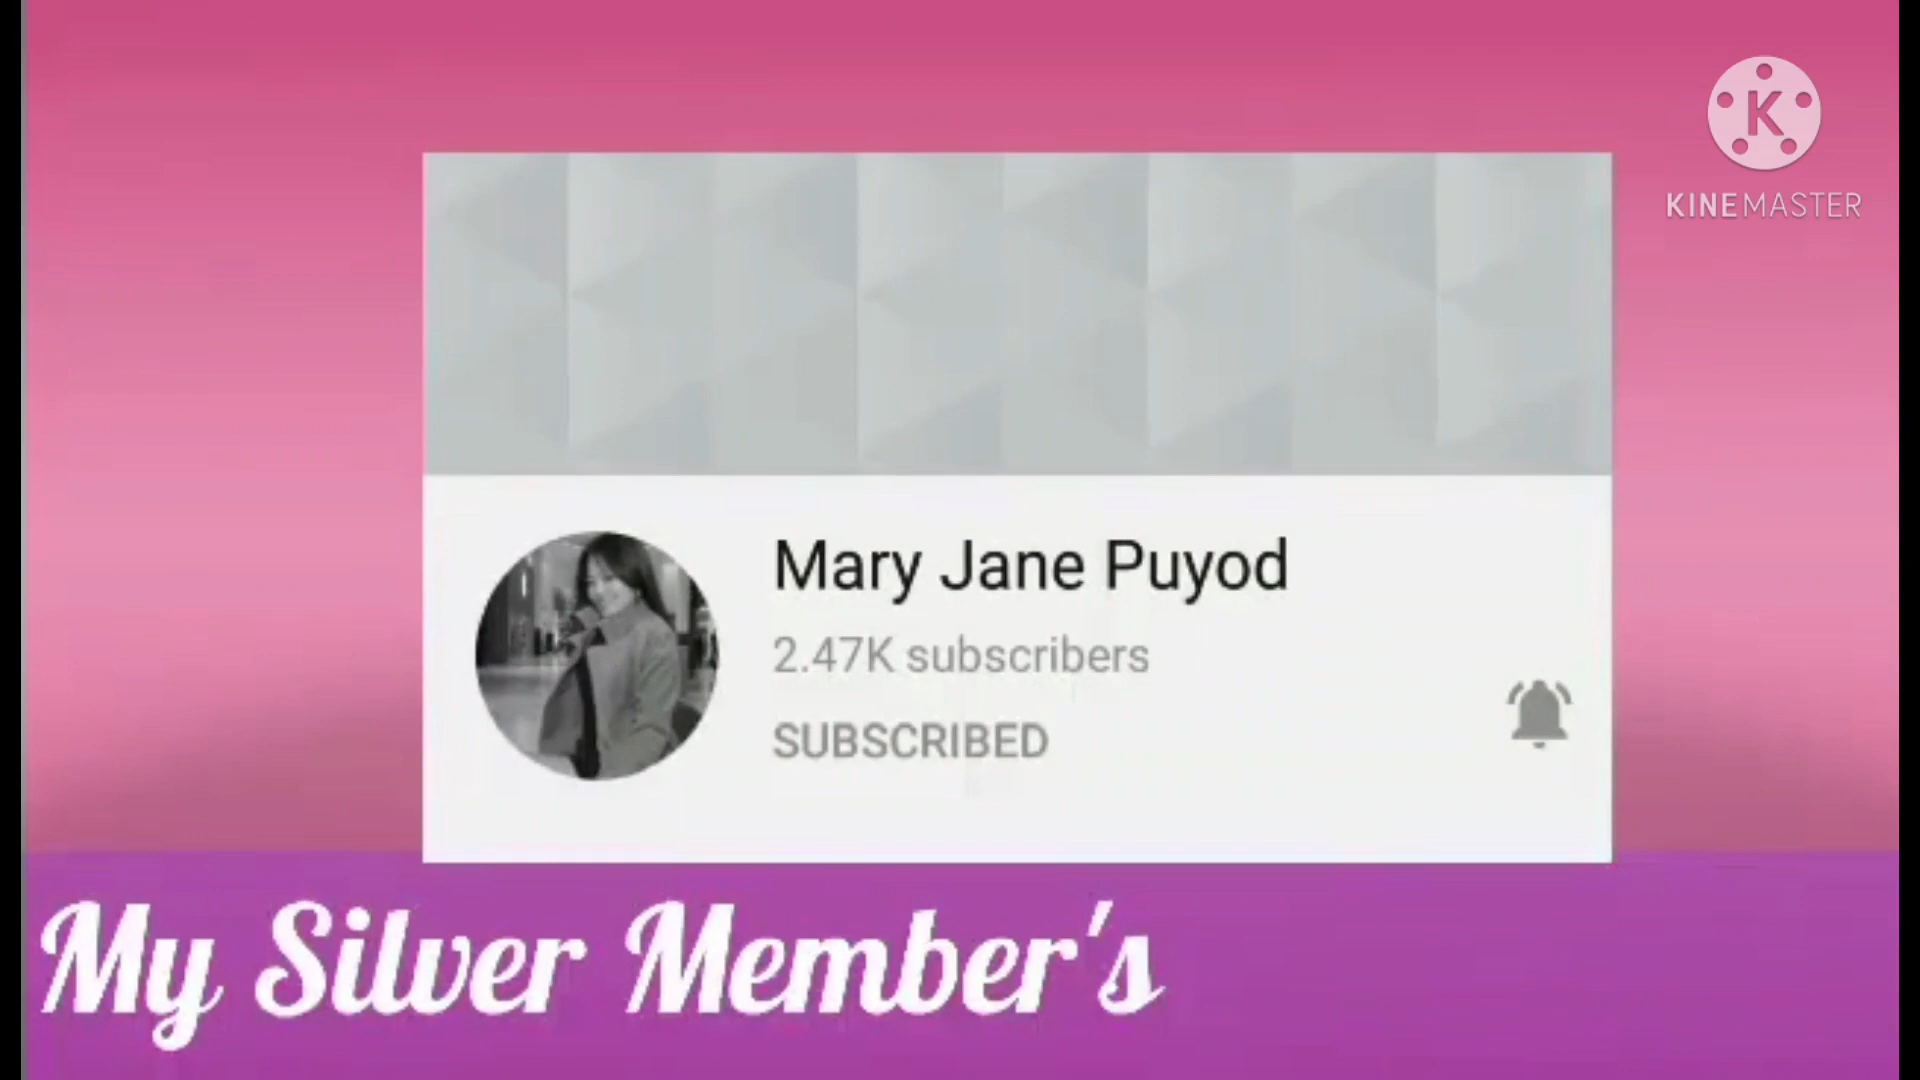 K
KINEMASTER
Mary Jane Puyod
2.47K subscribers
SUBSCRIBED
My Silver Member's